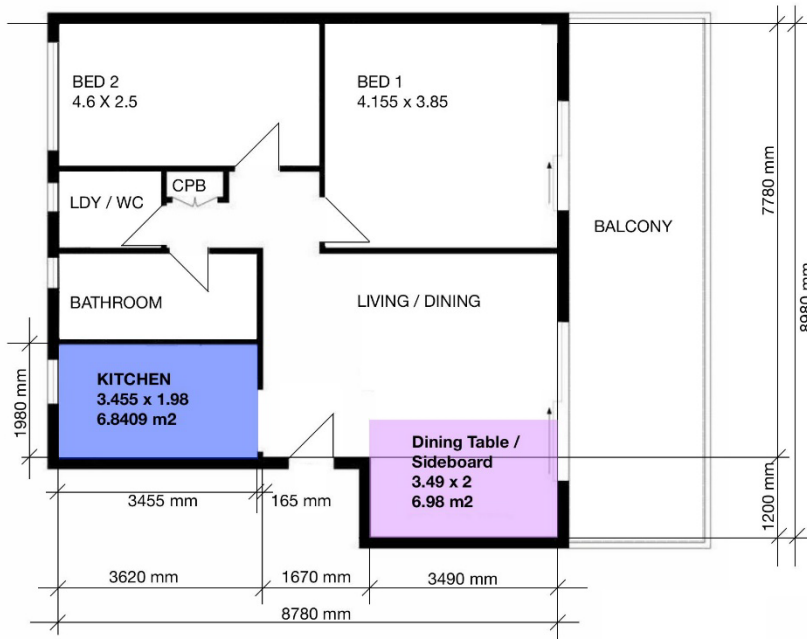 BED 2
4.6 X 2.5
BED 1
4.155 x 3.85
CPB
LDY / WC
BALCONY
7780 mm
8980 mm
BATHROOM
LIVING / DINING
1980 mm
KITCHEN
3.455 x 1.98
6.8409 m2
Dining Table /
Sideboard
3.49 x 2
6.98 m2
1200 mm
3455 mm
165 mm
3620 mm
1670 mm
3490 mm
8780 mm